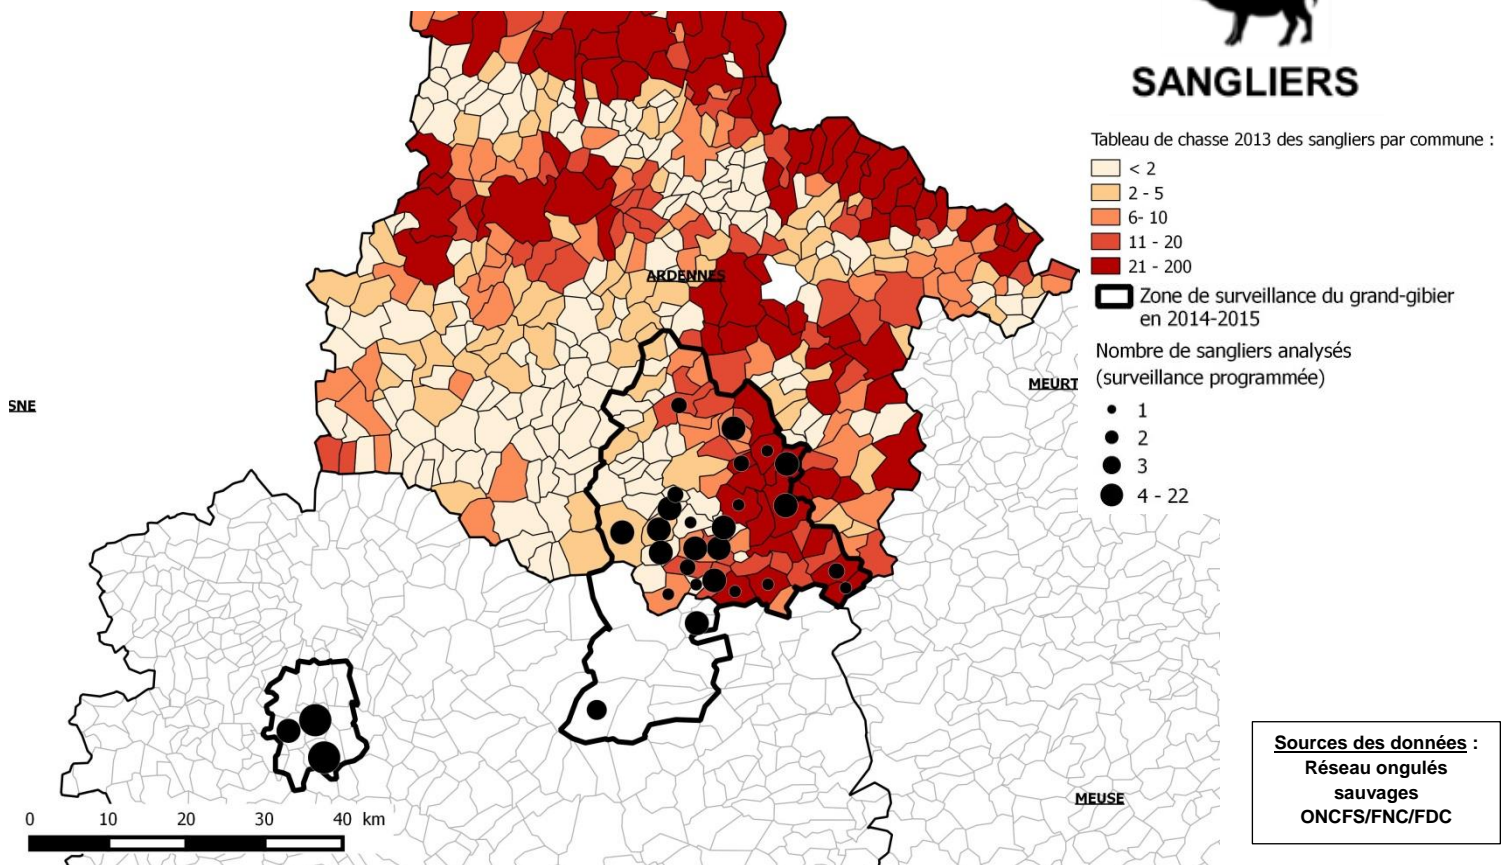 SANGLIERS
Tableau de chasse 2013 des sangliers par commune :
< 2
2 - 5
6- 10
11 - 20
21 - 200
Zone de surveillance du grand-gibier
en 2014-2015
Nombre de sangliers analysés
(surveillance programmée)
1
2
3
4 - 22
ARDENNES
MEURT
SNE
MEUSE
0 10 20 30 40 km
Sources des données :
Réseau ongulés
sauvages
ONCFS/FNC/FDC